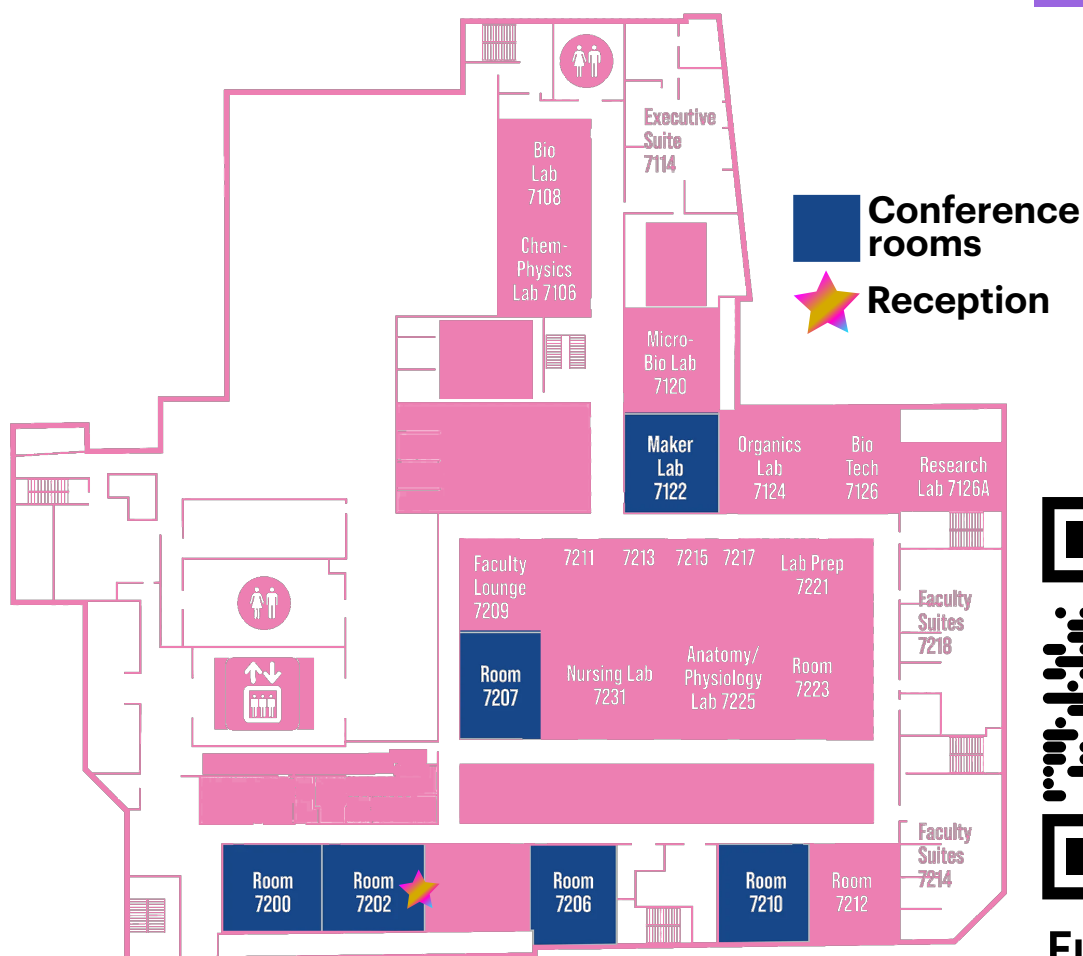 Executive
Suite
7114
Bio
Lab
7108
Chem-
Physics
Lab 7106
Conference
rooms
Reception
Micro-
Bio Lab
7120
Maker
Lab
7122
Organics
Lab
7124
Bio
Tech
7126
Research
Lab 7126A
Faculty
Lounge
7209
7211
7213
7215
7217
Lab Prep
7221
Faculty
Suites
7218
Room
7207
Nursing Lab
7231
Anatomy/
Physiology
Lab 7225
Room
7223
Faculty
Suites
7214
Room
7200
Room
7202
Room
7206
Room
7210
Room
7212